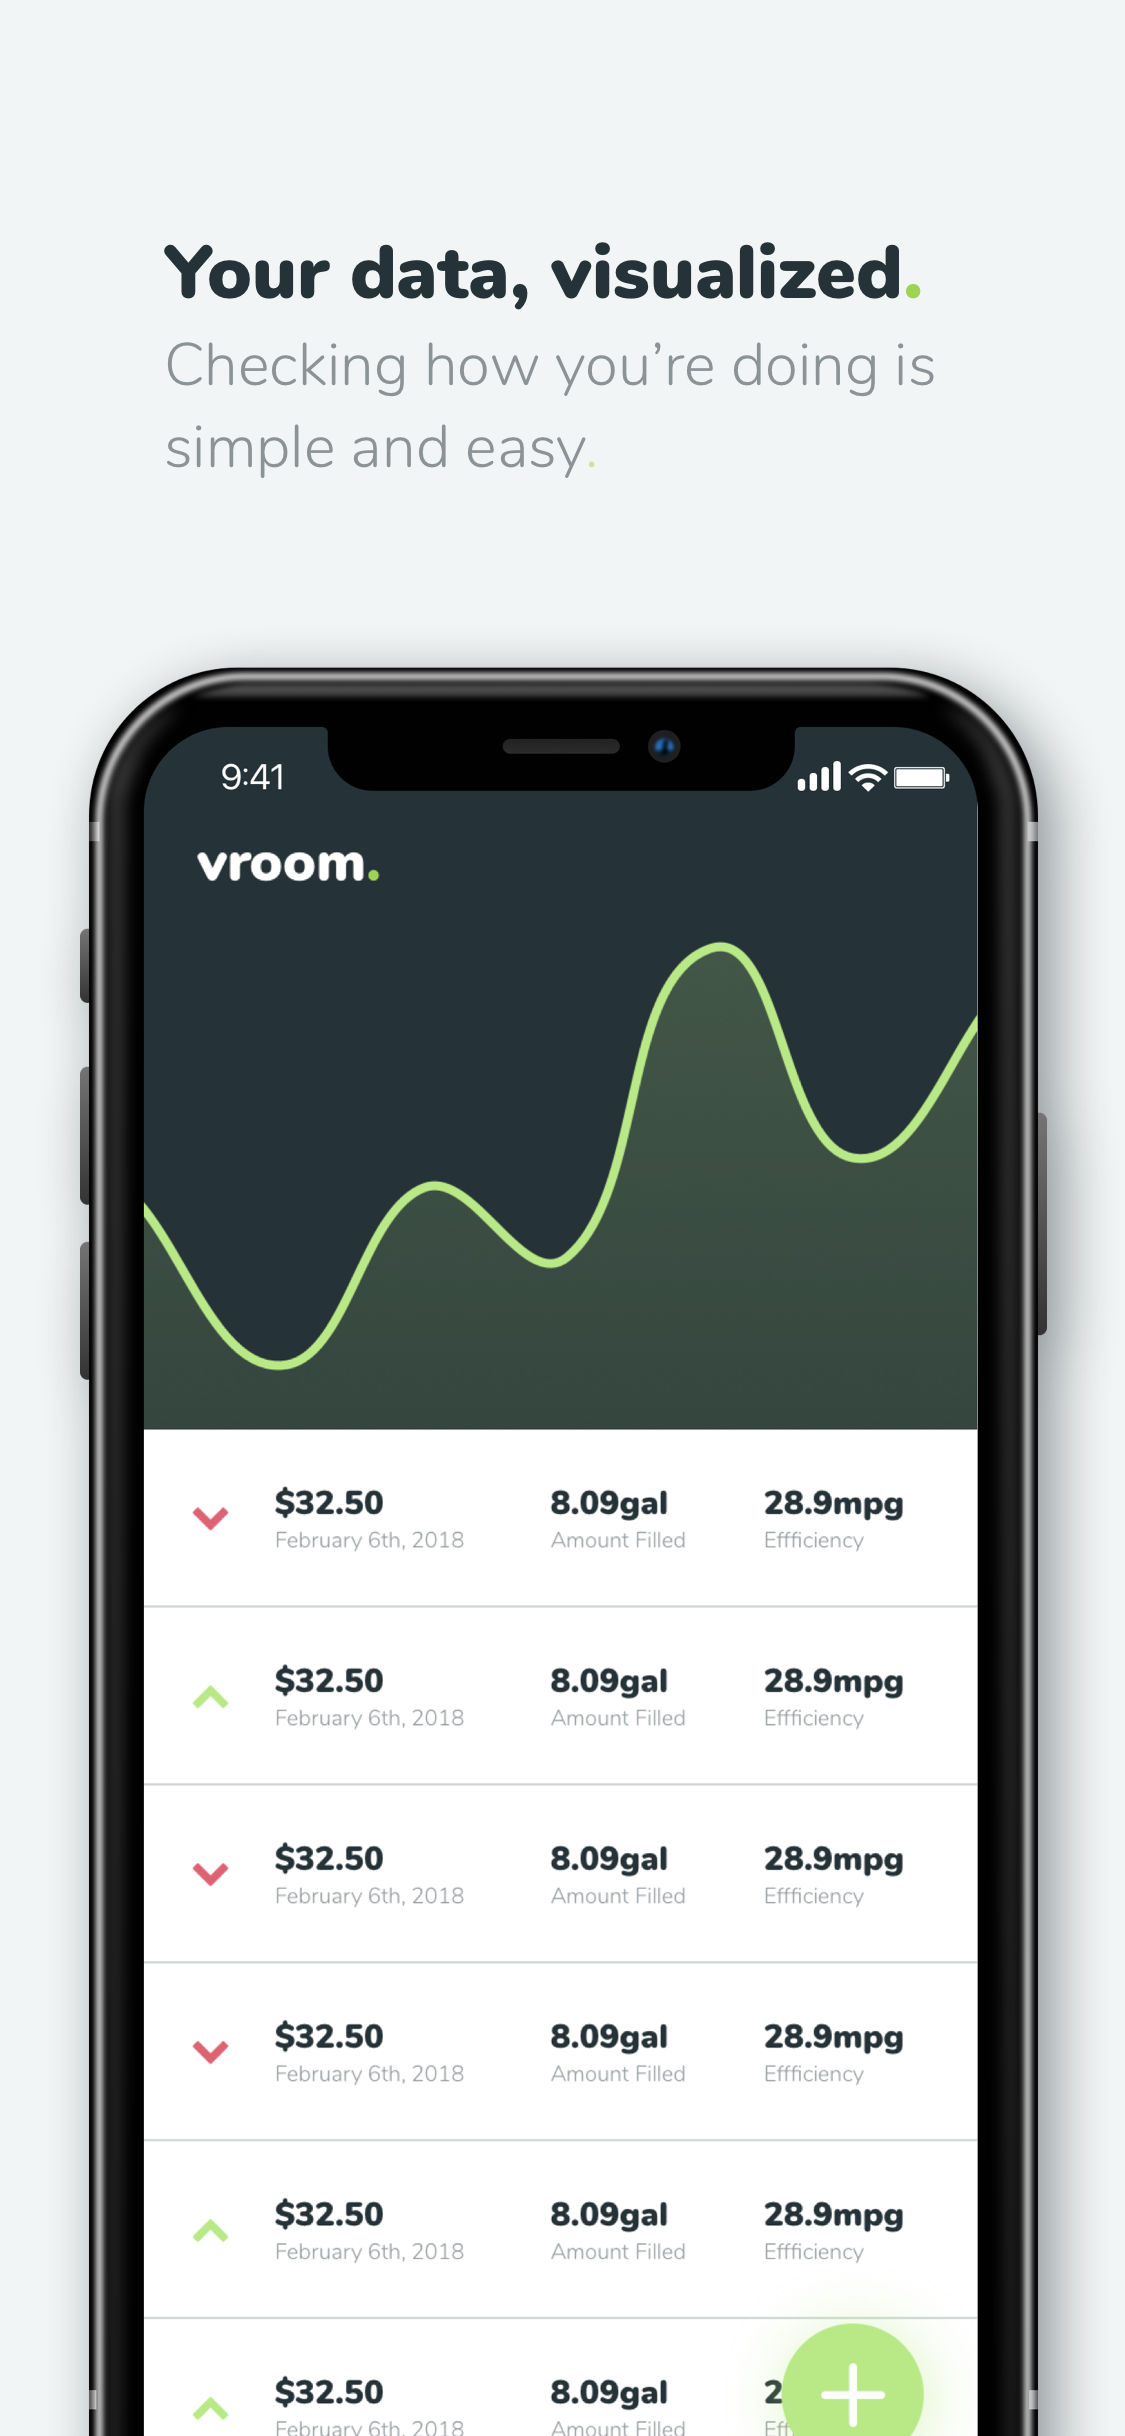 Your data, visualized.
Checking how you’re doing is
simple and easy.
9:41
vroom.
$32.50 8.09gal 28.9mpg
February 6th, 2018 Amount Filled Effficiency
$32.50 8.09gal 28.9mpg
February 6th, 2018 Amount Filled Effficiency
$32.50 8.09gal 28.9mpg
February 6th, 2018 Amount Filled Effficiency
$32.50 8.09gal 28.9mpg
February 6th, 2018 Amount Filled Effficiency
$32.50 8.09gal 28.9mpg
February 6th, 2018 Amount Filled Effficiency
$32.50 8.09gal 2
February 6th, 2018 Amount Filled